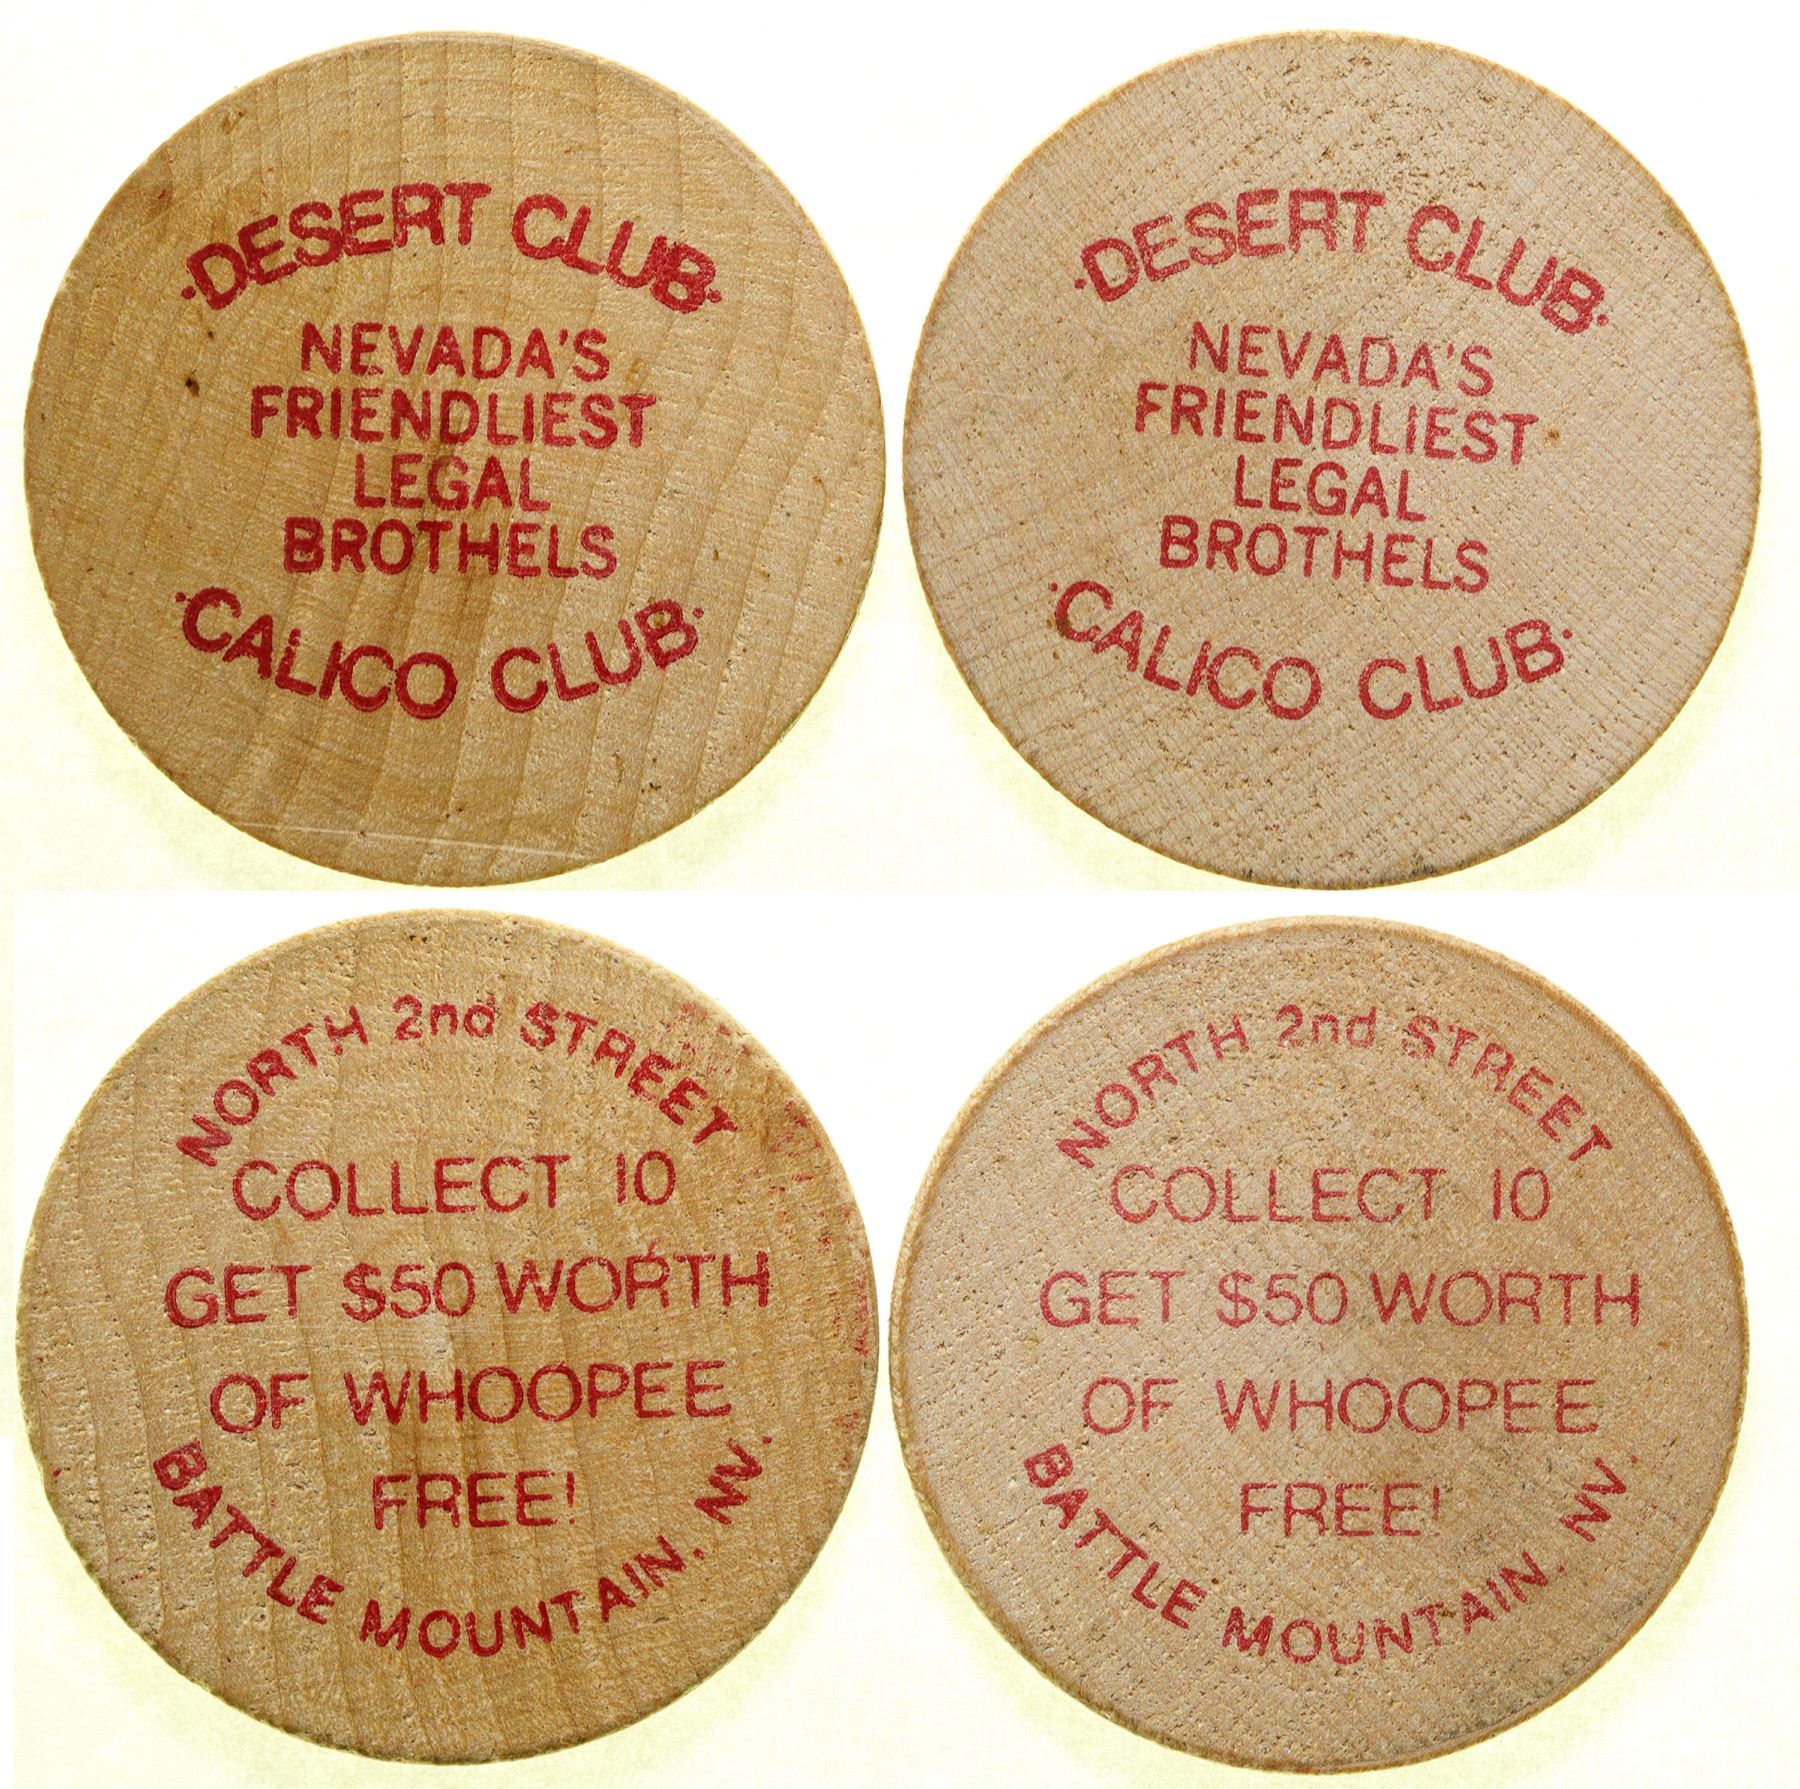 ·DESERT CLUB·
NEVADA'S
FRIENDLIEST
LEGAL
BROTHELS
·CALICO CLUB·
·DESERT CLUB·
NEVADA'S
FRIENDLIEST
LEGAL
BROTHELS
·CALICO CLUB·
NORTH 2nd STREET
COLLECT 10
GET $50 WORTH
OF WHOOPEE
FREE!
BATTLE MOUNTAIN, NV.
NORTH 2nd STREET
COLLECT 10
GET $50 WORTH
OF WHOOPEE
FREE!
BATTLE MOUNTAIN, NV.